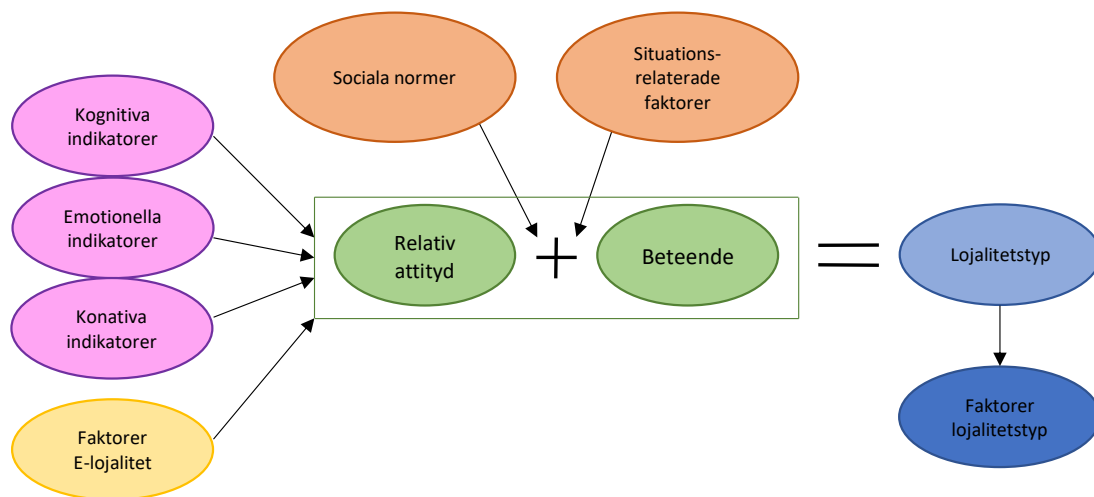 Sociala normer
Situations-
relaterade
faktorer
Kognitiva
indikatorer
Emotionella
indikatorer
Konativa
indikatorer
Faktorer
E-lojalitet
Relativ
attityd
+
Beteende
=
Lojalitetstyp
Faktorer
lojalitetstyp